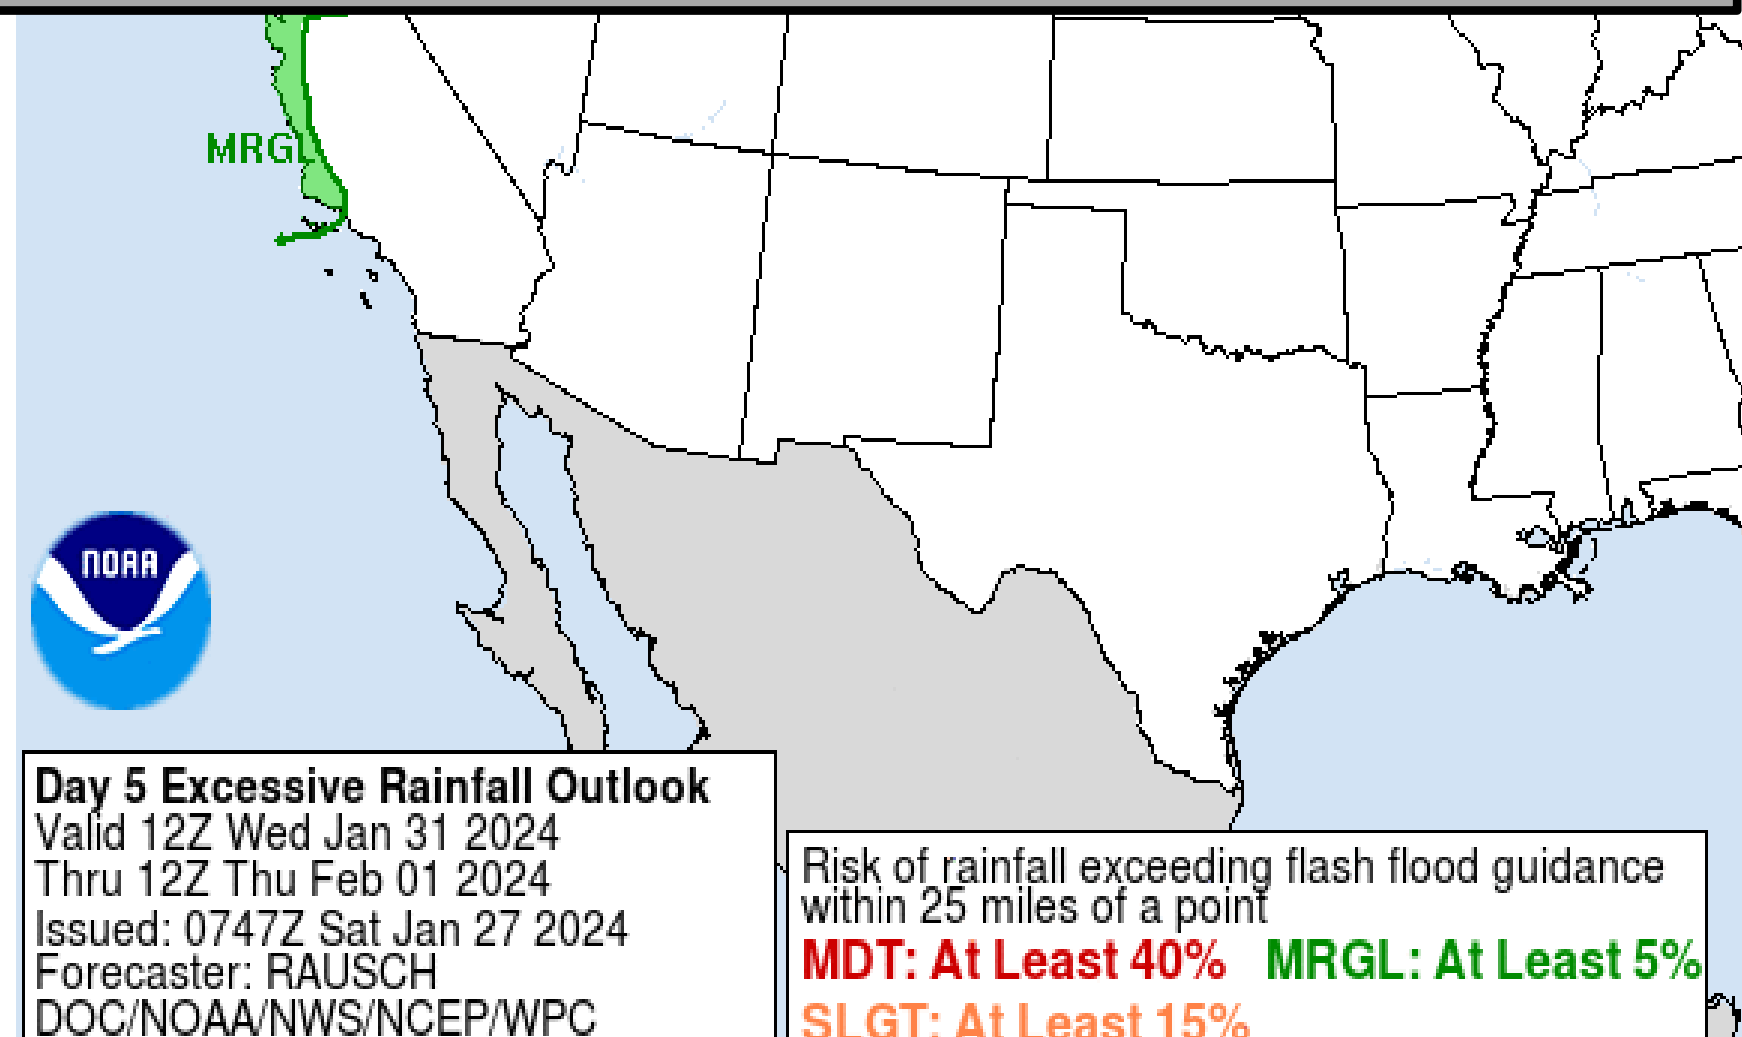 MRGL
NOAA
Day 5 Excessive Rainfall Outlook
Valid 12Z Wed Jan 31 2024
Thru 12Z Thu Feb 01 2024
Issued: 0747Z Sat Jan 27 2024
Forecaster: RAUSCH
DOC/NOAA/NWS/NCEP/WPC
Risk of rainfall exceeding flash flood guidance
within 25 miles of a point
MDT: At Least 40% MRGL: At Least 5%
SLGT: At Least 15%